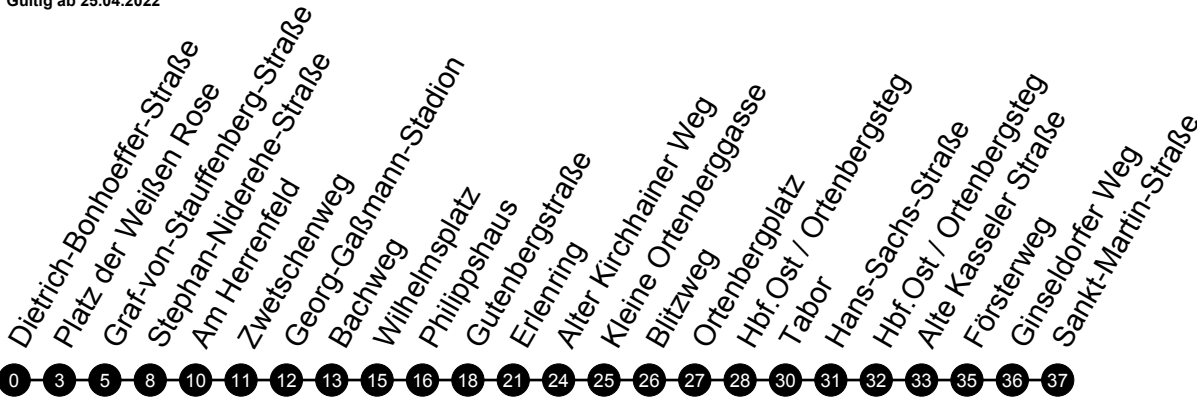 Gültig ab 25.04.2022
Dietrich-Bonhoeffer-Straße
Platz der Weißen Rose
Graf-von-Stauffenberg-Straße
Stephan-Niderehe-Straße
Am Herrenfeld
Zwetschenweg
Georg-Gaßmann-Stadion
Bachweg
Wilhelmsplatz
Philippshaus
Gutenbergstraße
Erlenring
Alter Kirchhainer Weg
Kleine Ortenberggasse
Blitzweg
Ortenbergplatz
Hbf Ost / Ortenbergsteg
Tabor
Hans-Sachs-Straße
Hbf Ost / Ortenbergsteg
Alte Kasseler Straße
Försterweg
Ginseldorfer Weg
Sankt-Martin-Straße
0 3 5 8 10 11 12 13 15 16 18 21 24 25 26 27 28 30 31 32 33 35 36 37